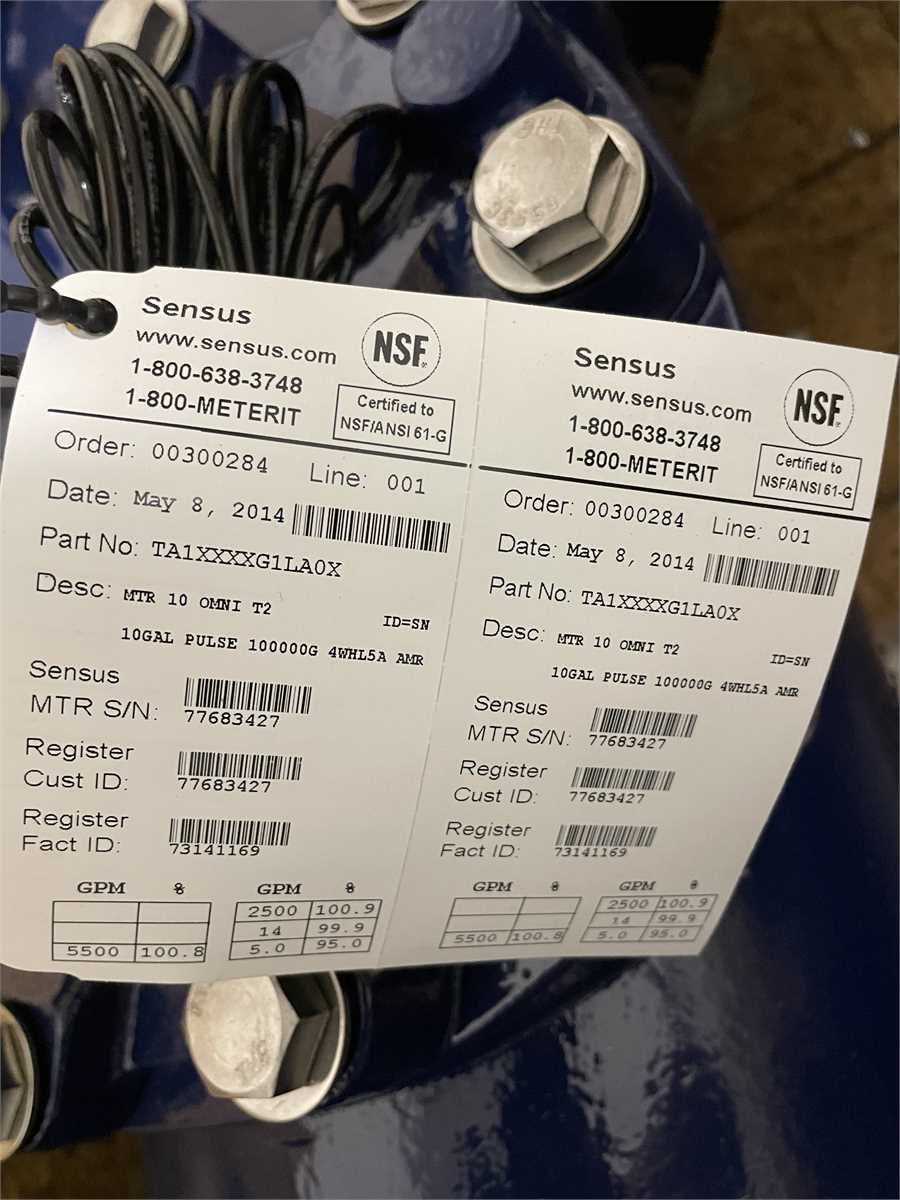 Sensus
www.sensus.com
1-800-638-3748
1-800-METERIT
NSF®
Certified to
NSF/ANSI 61-G
Order: 00300284 Line: 001
Date: May 8, 2014
Part No: TA1XXXXG1LA0X
Desc: MTR 10 OMNI T2 ID=SN
10GAL PULSE 100000G 4WHL5A AMR
Sensus
MTR S/N: 77683427
Register
Cust ID: 77683427
Register
Fact ID: 73141169
GPM % GPM %
2500 100.9
14 99.9
5500 100.8 5.0 95.0
Sensus
www.sensus.com
1-800-638-3748
1-800-METERIT
NSF®
Certified to
NSF/ANSI 61-G
Order: 00300284 Line: 001
Date: May 8, 2014
Part No: TA1XXXXG1LA0X
Desc: MTR 10 OMNI T2 ID=SN
10GAL PULSE 100000G 4WHL5A AMR
Sensus
MTR S/N: 77683427
Register
Cust ID: 77683427
Register
Fact ID: 73141169
GPM % GPM %
2500 100.9
14 99.9
5500 100.8 5.0 95.0